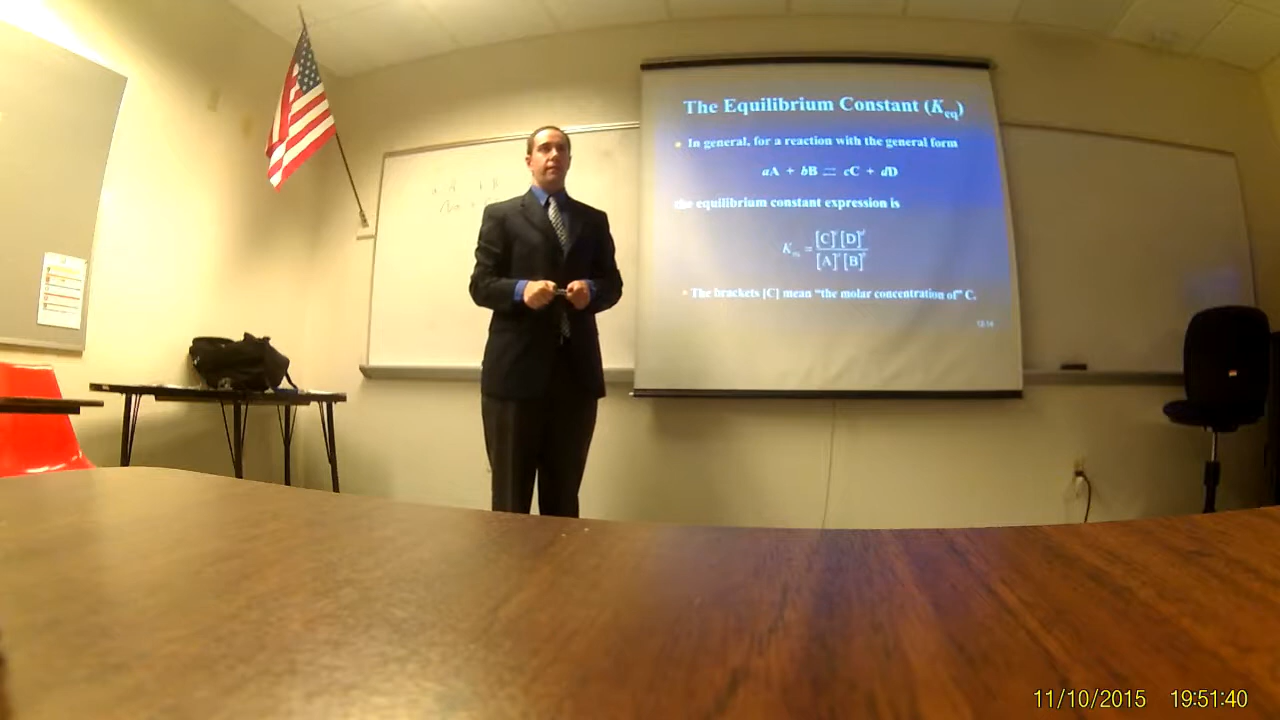 The Equilibrium Constant (Keq)
In general, for a reaction with the general form
aA + bB ⇌ cC + dD
the equilibrium constant expression is
Keq = [C]^c [D]^d / [A]^a [B]^b
The brackets [C] mean “the molar concentration of” C.
12-14
11/10/2015 19:51:40